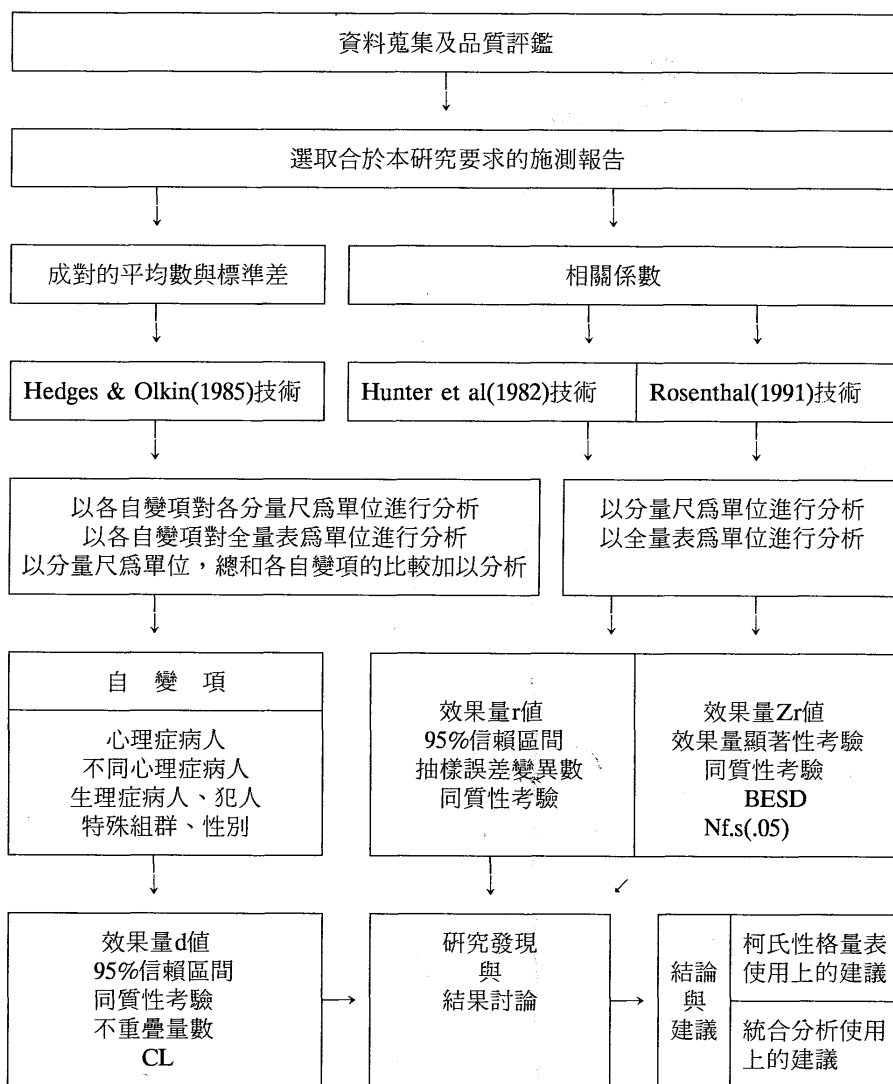 資料蒐集及品質評鑑
選取合於本研究要求的施測報告
成對的平均數與標準差
相關係數
Hedges & Olkin(1985)技術
Hunter et al(1982)技術
Rosenthal(1991)技術
以各自變項對各分量尺爲單位進行分析
以各自變項對全量表爲單位進行分析
以分量尺爲單位，總和各自變項的比較加以分析
以分量尺爲單位進行分析
以全量表爲單位進行分析
自 變 項
心理症病人
不同心理症病人
生理症病人、犯人
特殊組群、性別
效果量r值
95%信賴區間
抽樣誤差變異數
同質性考驗
效果量Zr值
效果量顯著性考驗
同質性考驗
BESD
Nf.s(.05)
效果量d值
95%信賴區間
同質性考驗
不重疊量數
CL
研究發現
與
結果討論
結論
與
建議
柯氏性格量表
使用上的建議
統合分析使用
上的建議